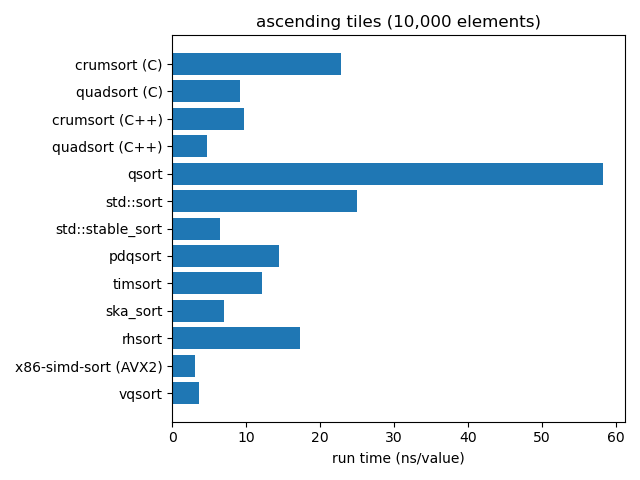 ascending tiles (10,000 elements)
crumsort (C)
quadsort (C)
crumsort (C++)
quadsort (C++)
qsort
std::sort
std::stable_sort
pdqsort
timsort
ska_sort
rhsort
x86-simd-sort (AVX2)
vqsort
0 10 20 30 40 50 60
run time (ns/value)